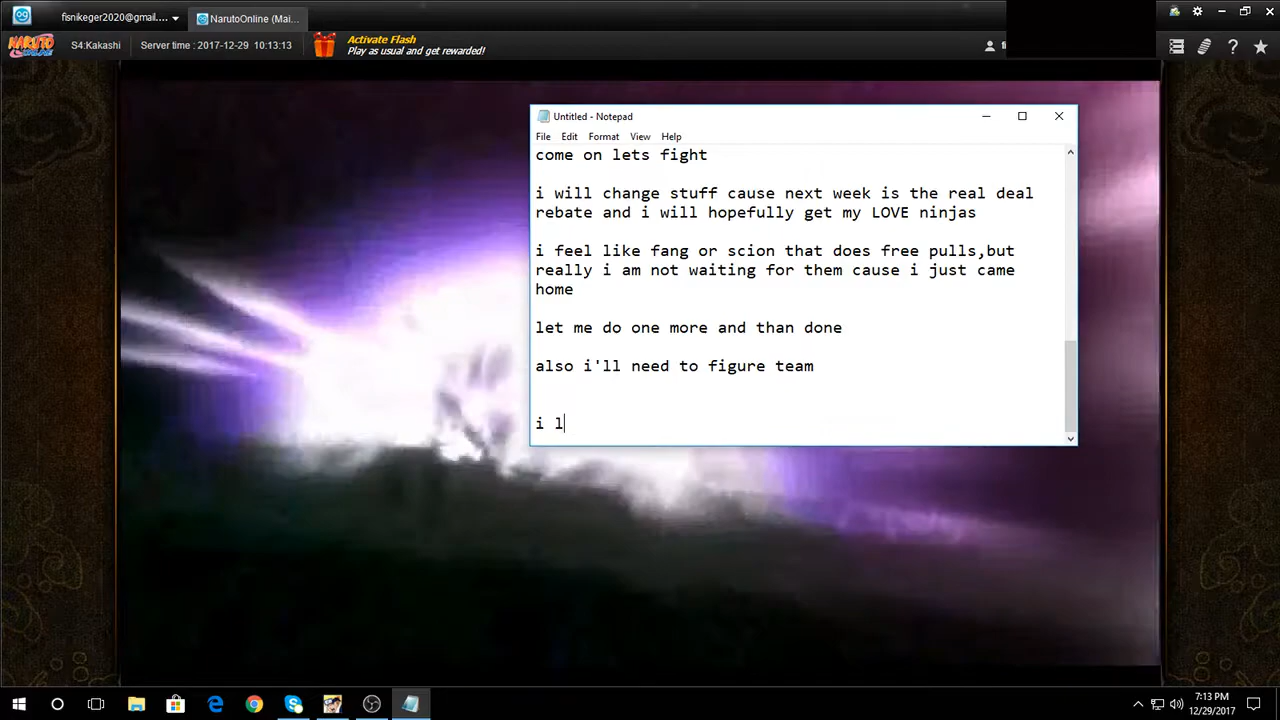 fisnikeger2020@gmail....
NarutoOnline (Mai...
S4:Kakashi
Server time : 2017-12-29 10:13:13
Activate Flash
Play as usual and get rewarded!
Untitled - Notepad
File Edit Format View Help
come on lets fight
i will change stuff cause next week is the real deal
rebate and i will hopefully get my LOVE ninjas
i feel like fang or scion that does free pulls,but
really i am not waiting for them cause i just came
home
let me do one more and than done
also i'll need to figure team
i l
7:13 PM
12/29/2017